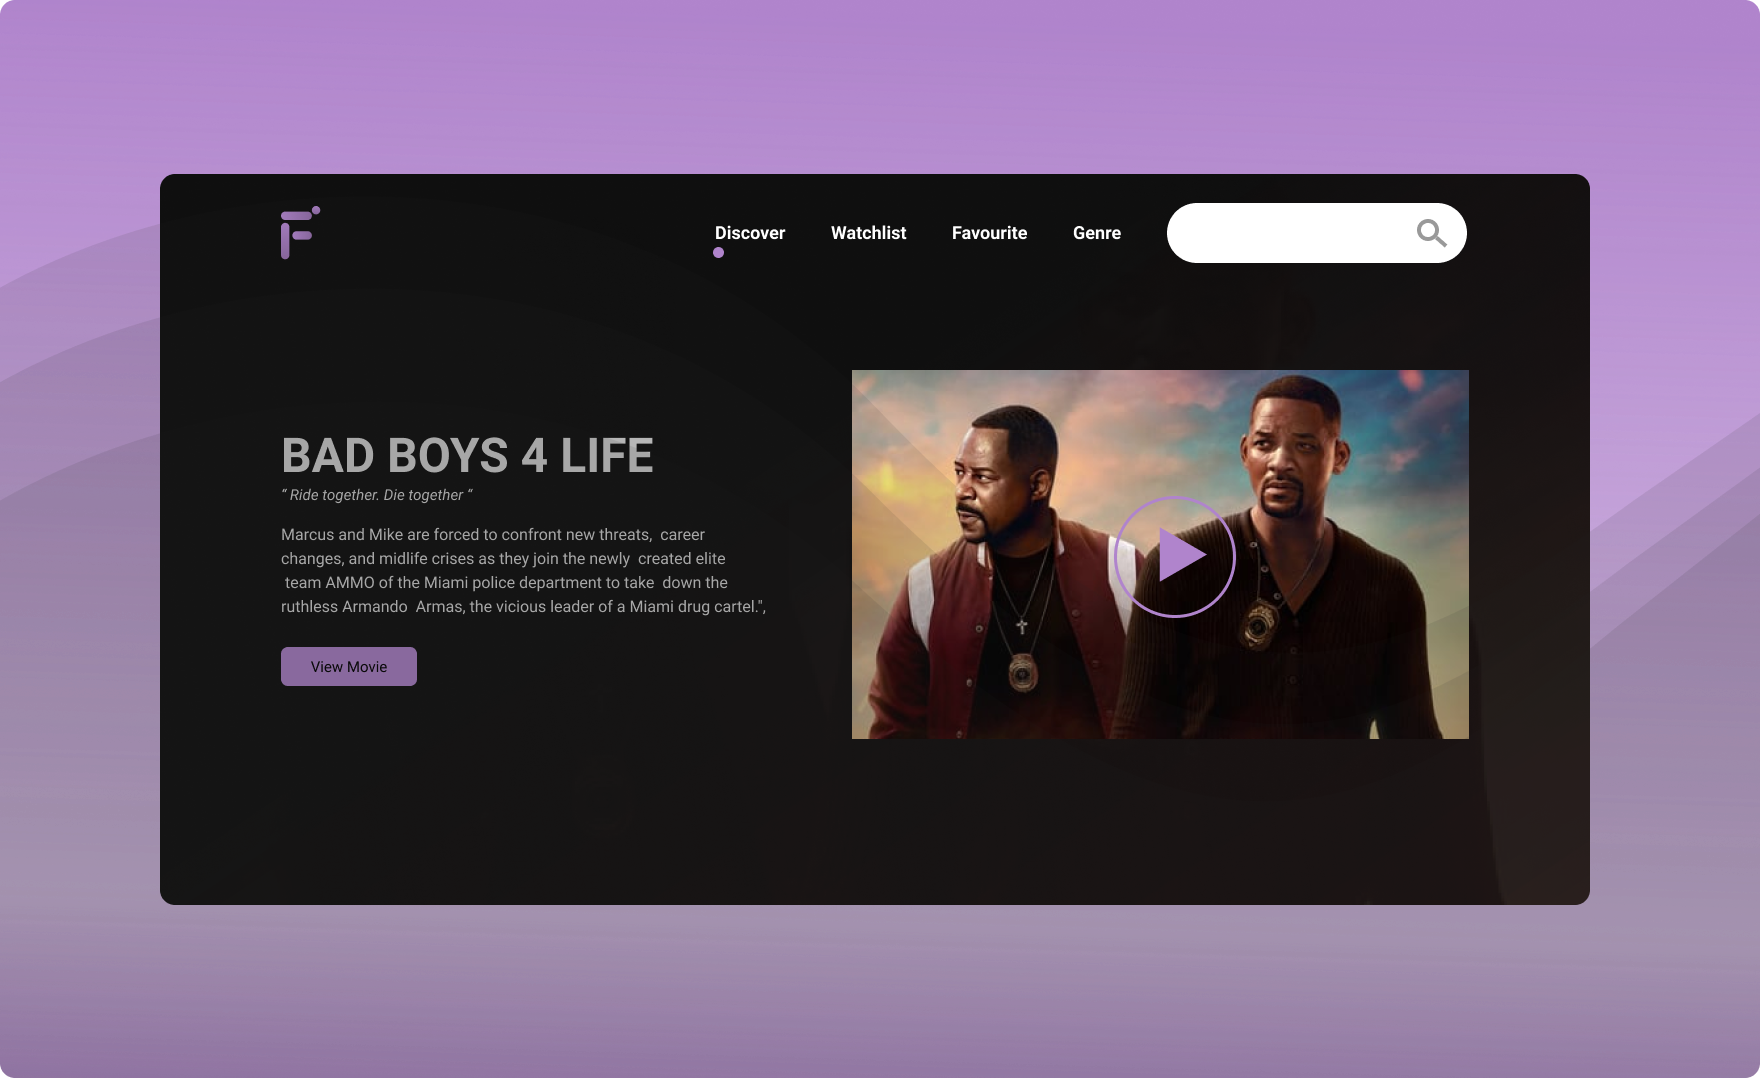 F
Discover Watchlist Favourite Genre
BAD BOYS 4 LIFE
“ Ride together. Die together “
Marcus and Mike are forced to confront new threats,  career
changes, and midlife crises as they join the newly  created elite
team AMMO of the Miami police department to take  down the
ruthless Armando  Armas, the vicious leader of a Miami drug cartel.",
View Movie